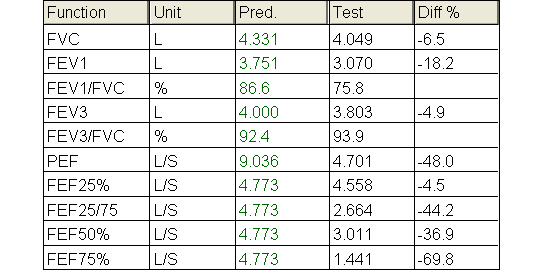 Function Unit Pred. Test Diff %
FVC L 4.331 4.049 -6.5
FEV1 L 3.751 3.070 -18.2
FEV1/FVC % 86.6 75.8
FEV3 L 4.000 3.803 -4.9
FEV3/FVC % 92.4 93.9
PEF L/S 9.036 4.701 -48.0
FEF25% L/S 4.773 4.558 -4.5
FEF25/75 L/S 4.773 2.664 -44.2
FEF50% L/S 4.773 3.011 -36.9
FEF75% L/S 4.773 1.441 -69.8